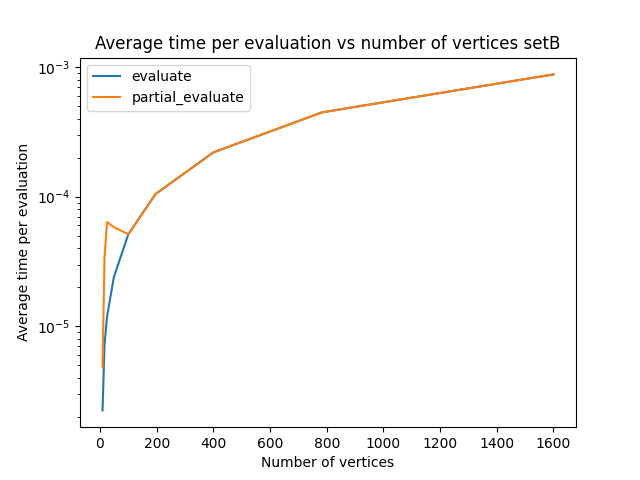 Average time per evaluation vs number of vertices setB
evaluate
partial_evaluate
Average time per evaluation
10⁻³
10⁻⁴
10⁻⁵
0 200 400 600 800 1000 1200 1400 1600
Number of vertices